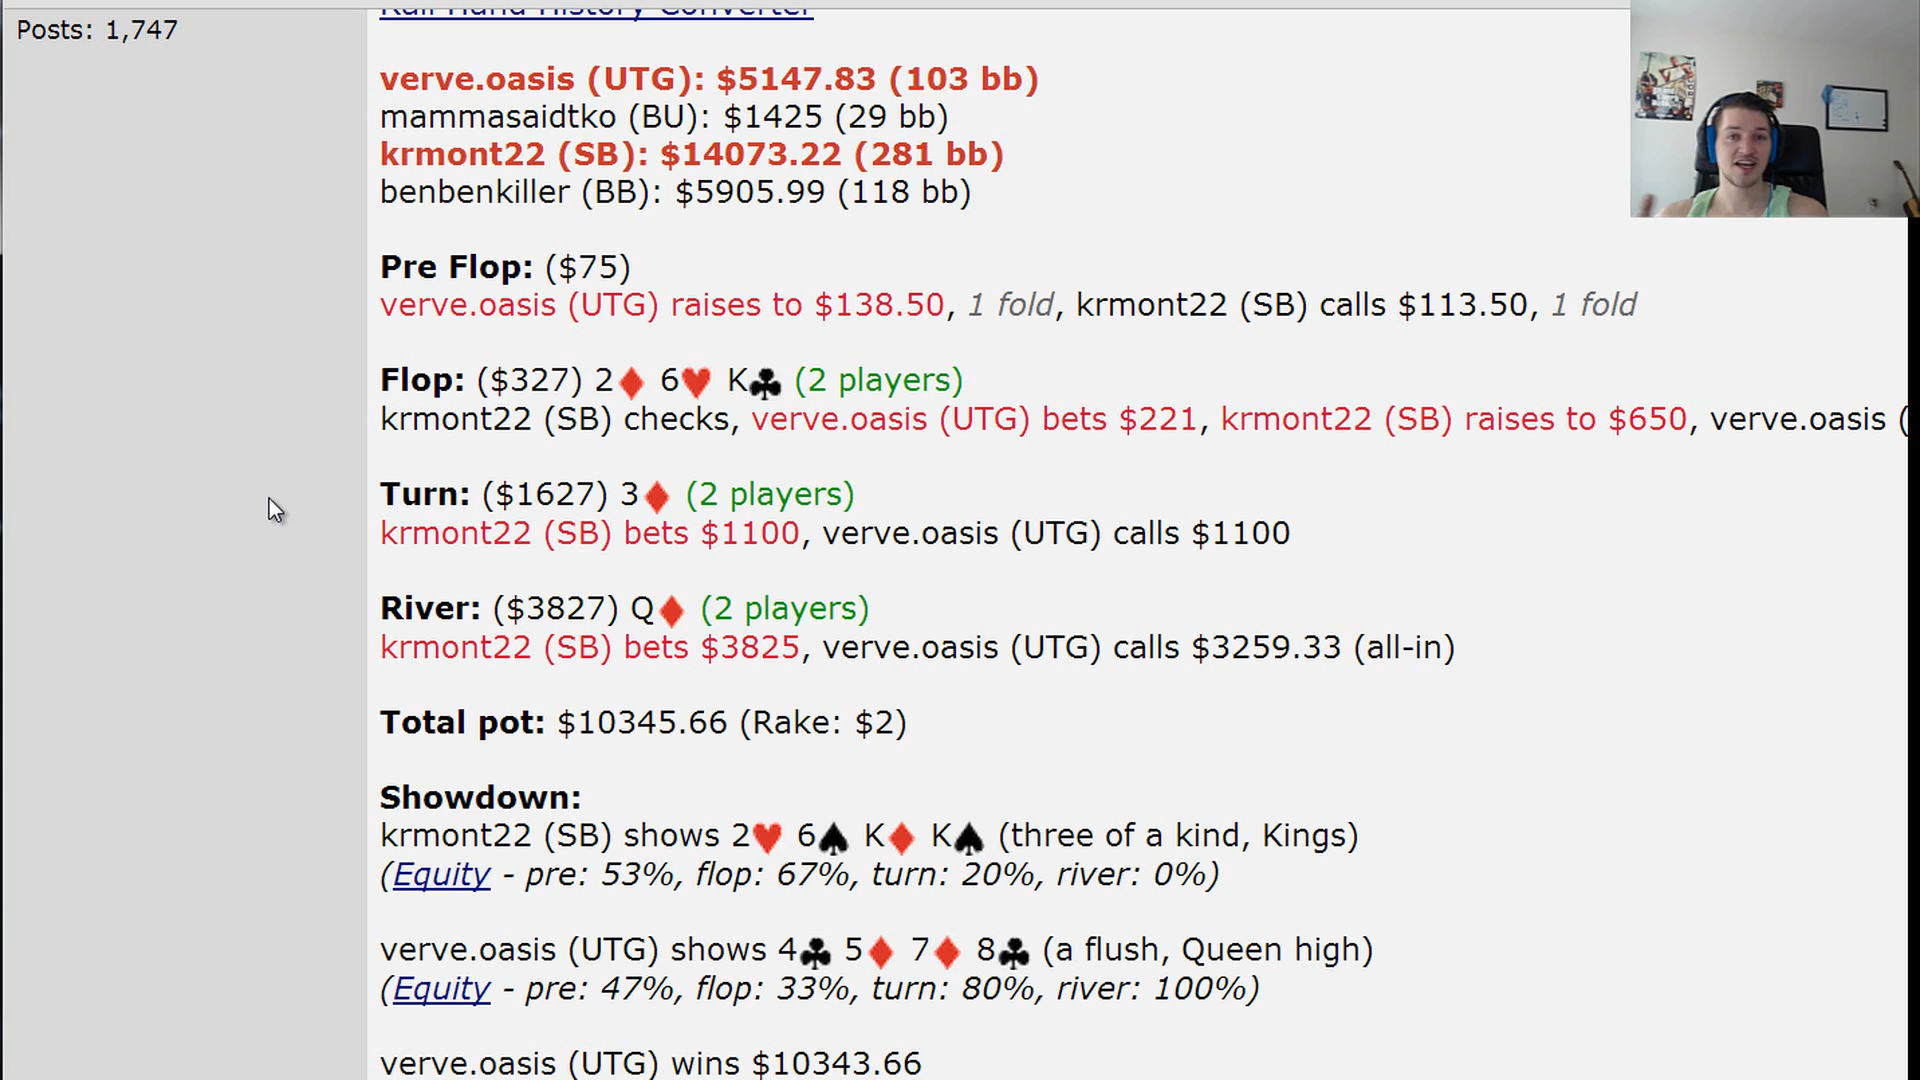 Posts: 1,747
Rail Hand History Converter
verve.oasis (UTG): $5147.83 (103 bb)
mammasaidtko (BU): $1425 (29 bb)
krmont22 (SB): $14073.22 (281 bb)
benbenkiller (BB): $5905.99 (118 bb)
Pre Flop: ($75)
verve.oasis (UTG) raises to $138.50, 1 fold, krmont22 (SB) calls $113.50, 1 fold
Flop: ($327) 2♦ 6♥ K♣ (2 players)
krmont22 (SB) checks, verve.oasis (UTG) bets $221, krmont22 (SB) raises to $650, verve.oasis (
Turn: ($1627) 3♦ (2 players)
krmont22 (SB) bets $1100, verve.oasis (UTG) calls $1100
River: ($3827) Q♦ (2 players)
krmont22 (SB) bets $3825, verve.oasis (UTG) calls $3259.33 (all-in)
Total pot: $10345.66 (Rake: $2)
Showdown:
krmont22 (SB) shows 2♥ 6♠ K♦ K♠ (three of a kind, Kings)
(Equity - pre: 53%, flop: 67%, turn: 20%, river: 0%)
verve.oasis (UTG) shows 4♣ 5♦ 7♦ 8♣ (a flush, Queen high)
(Equity - pre: 47%, flop: 33%, turn: 80%, river: 100%)
verve.oasis (UTG) wins $10343.66